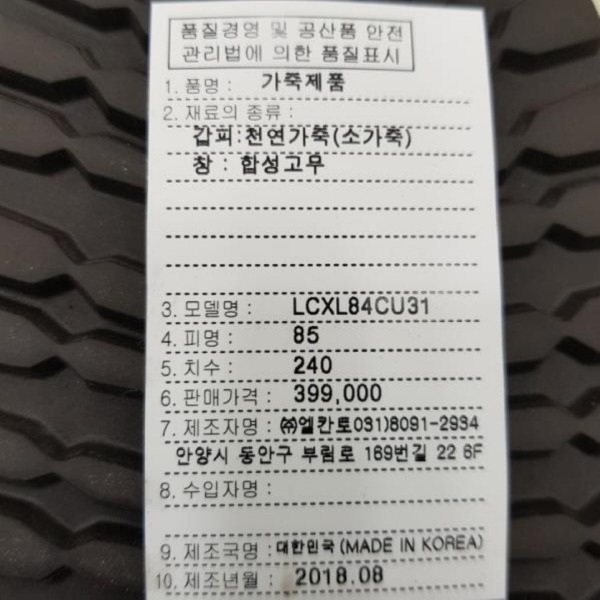 품질경영 및 공산품 안전
관리법에 의한 품질표시
1. 품명 : 가죽제품
2. 재료의 종류 :
갑피:천연가죽(소가죽)
창 : 합성고무
3. 모델명 : LCXL84CU31
4. 피명 : 85
5. 치수 : 240
6. 판매가격 : 399,000
7. 제조자명 : ㈜엘칸토031)8091-2934
안양시 동안구 부림로 169번길 22 6F
8. 수입자명 :
9. 제조국명 : 대한민국 (MADE IN KOREA)
10. 제조년월 : 2018.08